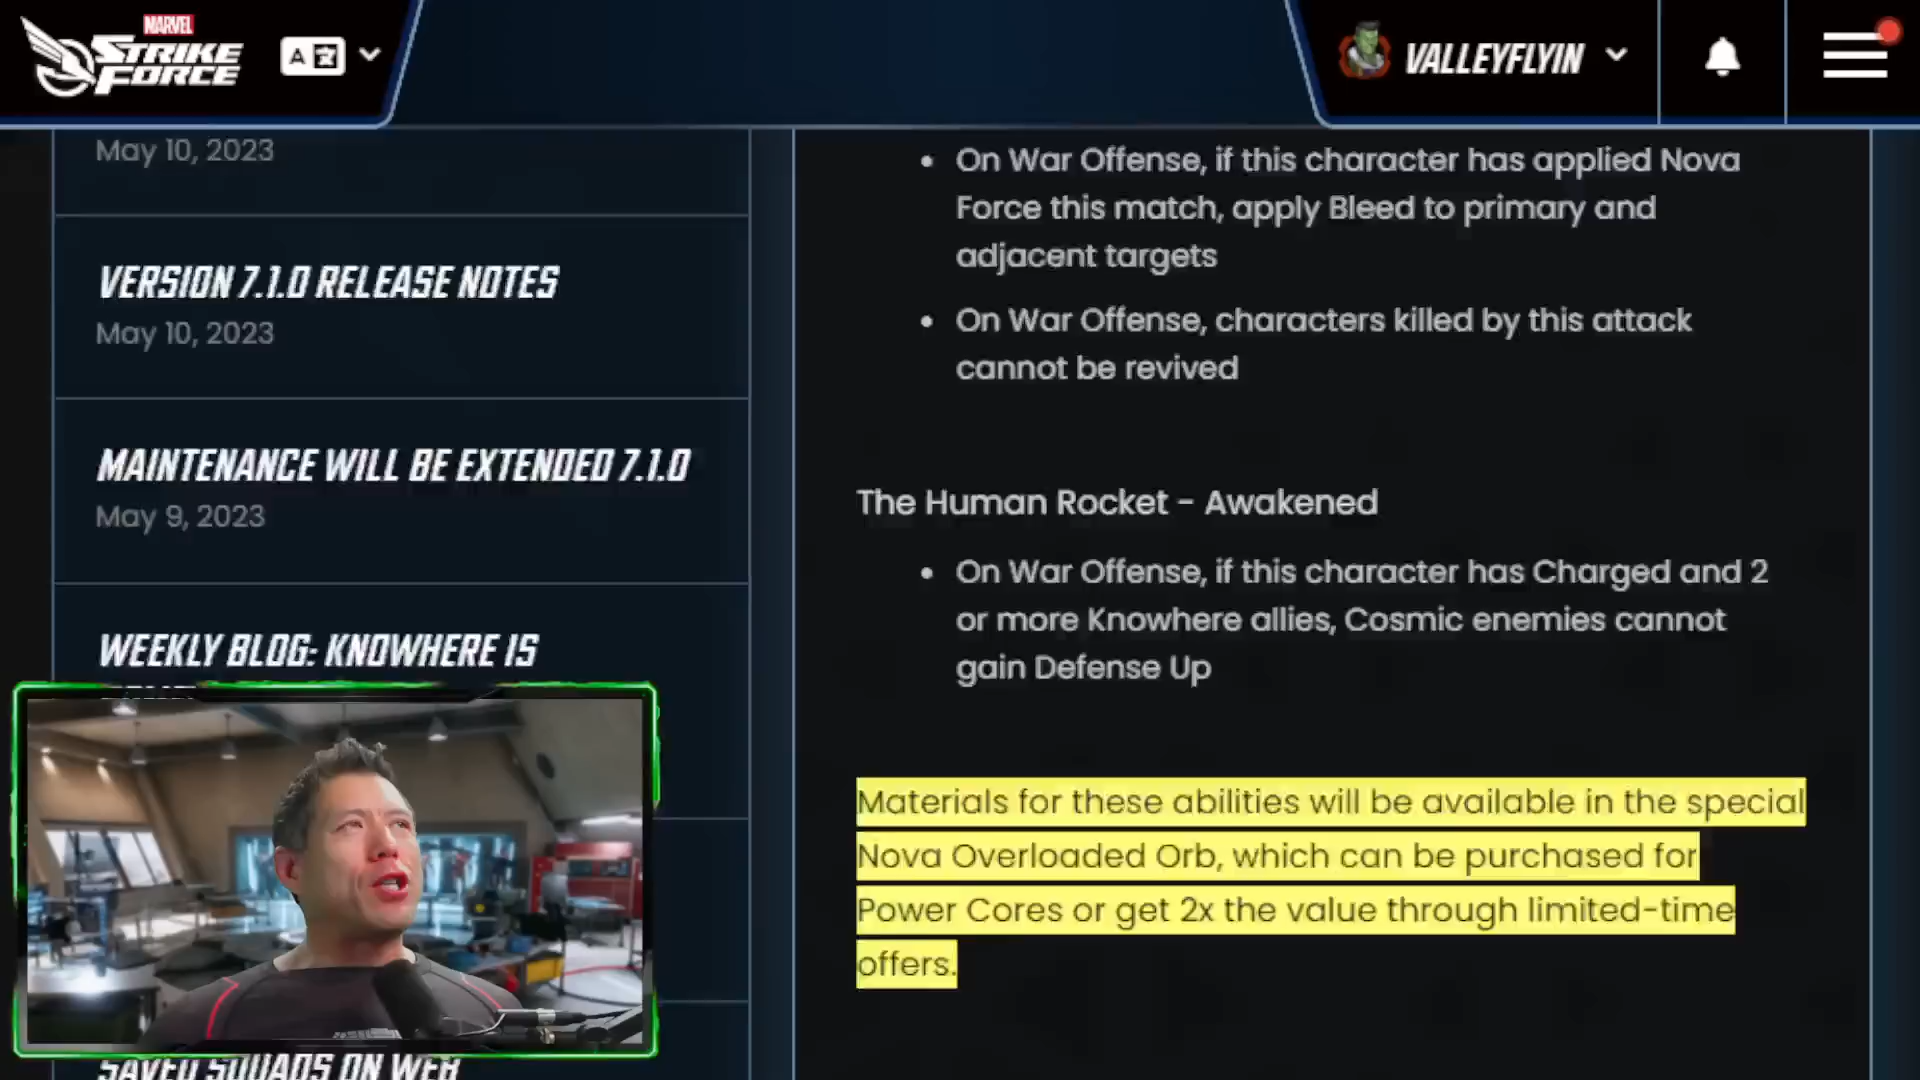 MARVEL
STRIKE
FORCE
A 文
VALLEYFLYIN
May 10, 2023
VERSION 7.1.0 RELEASE NOTES
May 10, 2023
MAINTENANCE WILL BE EXTENDED 7.1.0
May 9, 2023
WEEKLY BLOG: KNOWHERE IS
SAVED SQUADS ON WEB
• On War Offense, if this character has applied Nova
Force this match, apply Bleed to primary and
adjacent targets
• On War Offense, characters killed by this attack
cannot be revived
The Human Rocket - Awakened
• On War Offense, if this character has Charged and 2
or more Knowhere allies, Cosmic enemies cannot
gain Defense Up
Materials for these abilities will be available in the special
Nova Overloaded Orb, which can be purchased for
Power Cores or get 2x the value through limited-time
offers.